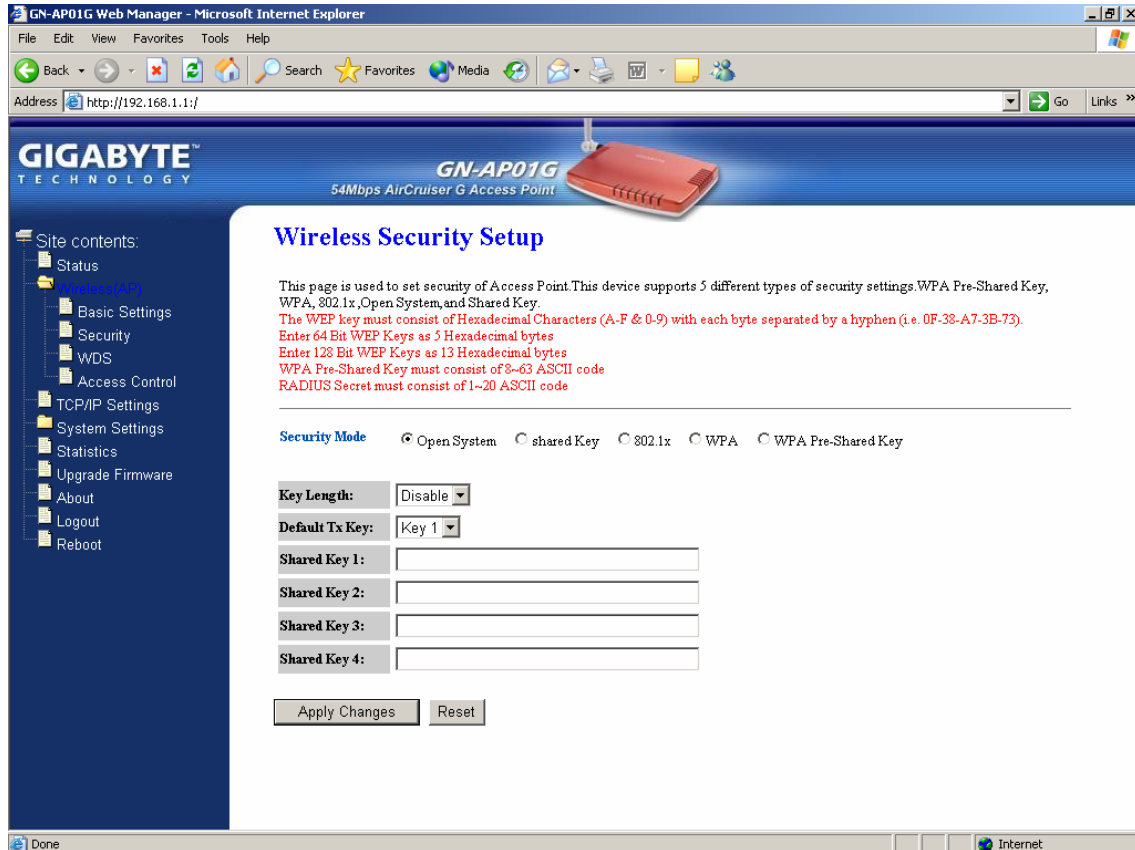 GN-AP01G Web Manager - Microsoft Internet Explorer
File Edit View Favorites Tools Help
Back Search Favorites Media
Address http://192.168.1.1:/ Go Links »
GIGABYTE™
TECHNOLOGY
GN-AP01G
54Mbps AirCruiser G Access Point
Site contents:
Status
Wireless(AP)
Basic Settings
Security
WDS
Access Control
TCP/IP Settings
System Settings
Statistics
Upgrade Firmware
About
Logout
Reboot
Wireless Security Setup
This page is used to set security of Access Point.This device supports 5 different types of security settings.WPA Pre-Shared Key,
WPA, 802.1x ,Open System,and Shared Key.
The WEP key must consist of Hexadecimal Characters (A-F & 0-9) with each byte separated by a hyphen (i.e. 0F-38-A7-3B-73).
Enter 64 Bit WEP Keys as 5 Hexadecimal bytes
Enter 128 Bit WEP Keys as 13 Hexadecimal bytes
WPA Pre-Shared Key must consist of 8~63 ASCII code
RADIUS Secret must consist of 1~20 ASCII code
Security Mode Open System shared Key 802.1x WPA WPA Pre-Shared Key
Key Length: Disable
Default Tx Key: Key 1
Shared Key 1:
Shared Key 2:
Shared Key 3:
Shared Key 4:
Apply Changes Reset
Done Internet